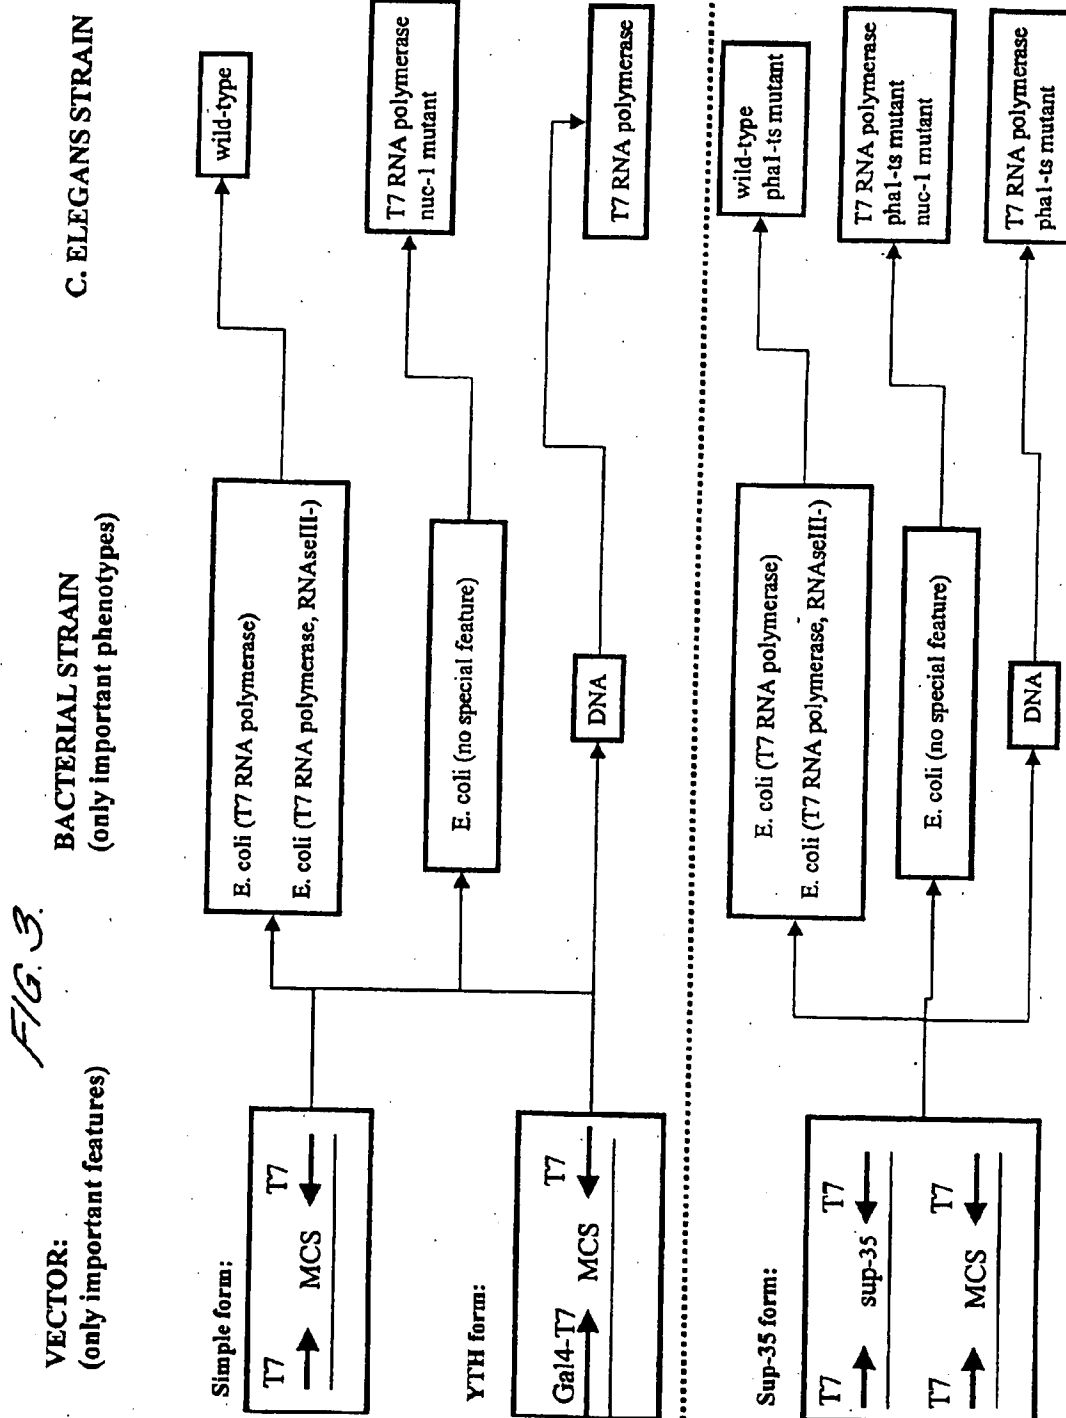 FIG. 3.
VECTOR:
(only important features)
BACTERIAL STRAIN
(only important phenotypes)
C. ELEGANS STRAIN
Simple form:
T7 T7
MCS
E. coli (T7 RNA polymerase)
E. coli (T7 RNA polymerase, RNAseIII-)
wild-type
E. coli (no special feature)
T7 RNA polymerase
nuc-1 mutant
YTH form:
Gal4-T7 T7
MCS
DNA
T7 RNA polymerase
Sup-35 form:
T7 T7
sup-35
T7 T7
MCS
E. coli (T7 RNA polymerase)
E. coli (T7 RNA polymerase, RNAseIII-)
wild-type
pha1-ts mutant
E. coli (no special feature)
T7 RNA polymerase
pha1-ts mutant
nuc-1 mutant
DNA
T7 RNA polymerase
pha1-ts mutant